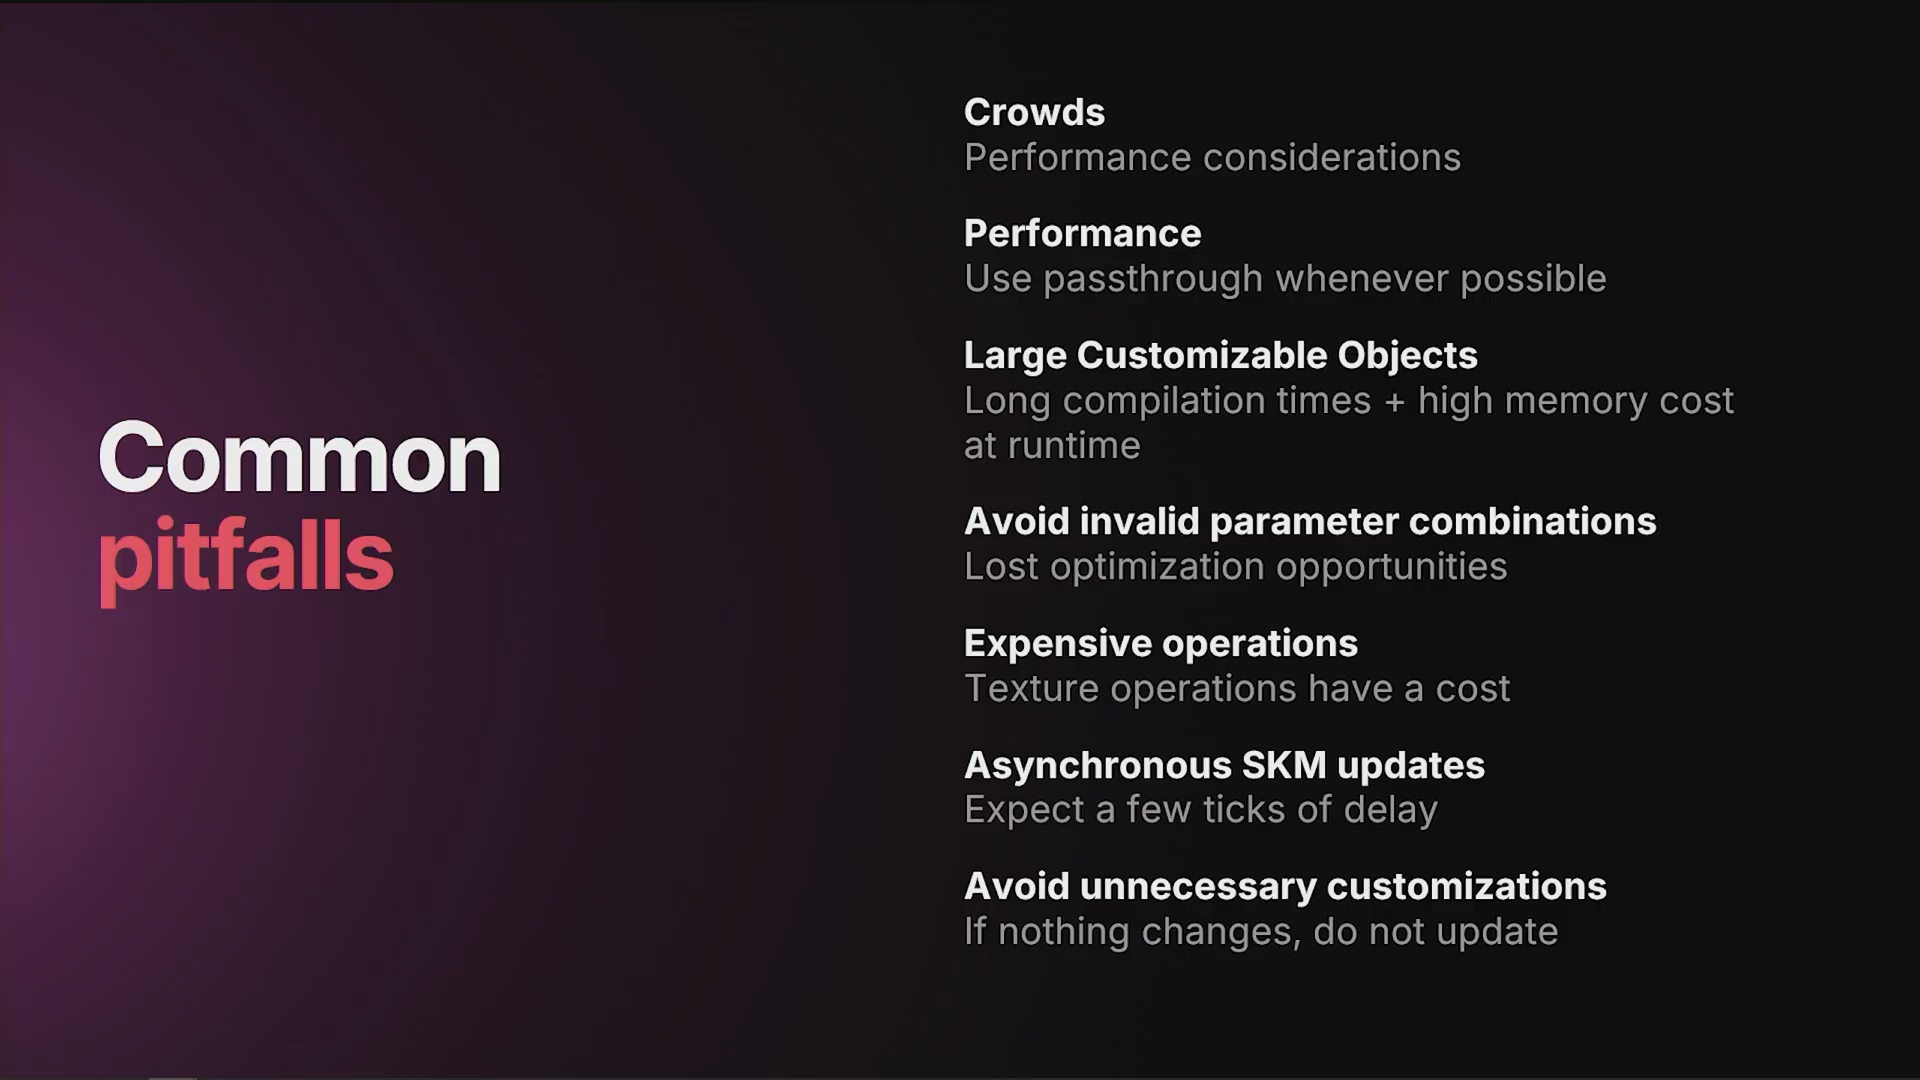 Common
pitfalls
Crowds
Performance considerations
Performance
Use passthrough whenever possible
Large Customizable Objects
Long compilation times + high memory cost
at runtime
Avoid invalid parameter combinations
Lost optimization opportunities
Expensive operations
Texture operations have a cost
Asynchronous SKM updates
Expect a few ticks of delay
Avoid unnecessary customizations
If nothing changes, do not update